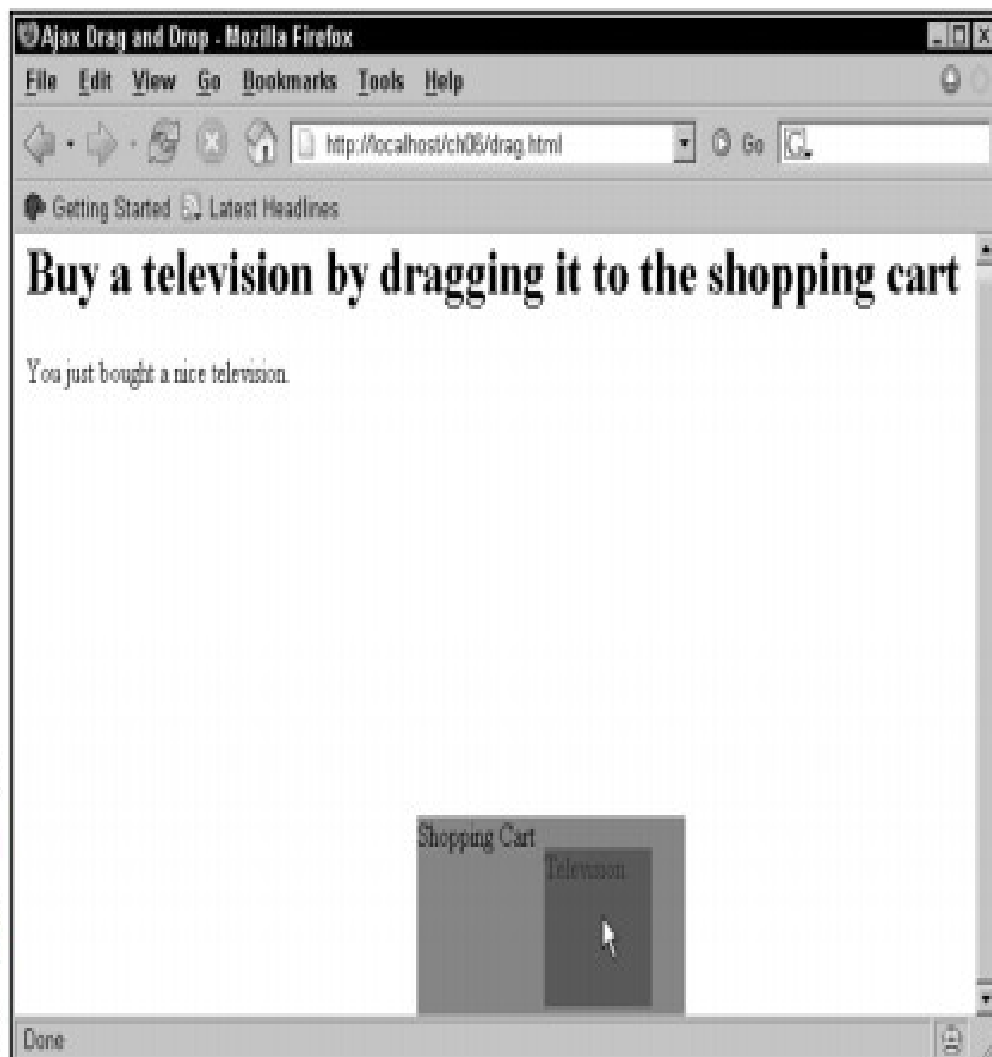 Ajax Drag and Drop - Mozilla Firefox
File Edit View Go Bookmarks Tools Help
http://localhost/ch06/drag.html Go G
Getting Started Latest Headlines
Buy a television by dragging it to the shopping cart
You just bought a nice television.
Shopping Cart
Television
Done